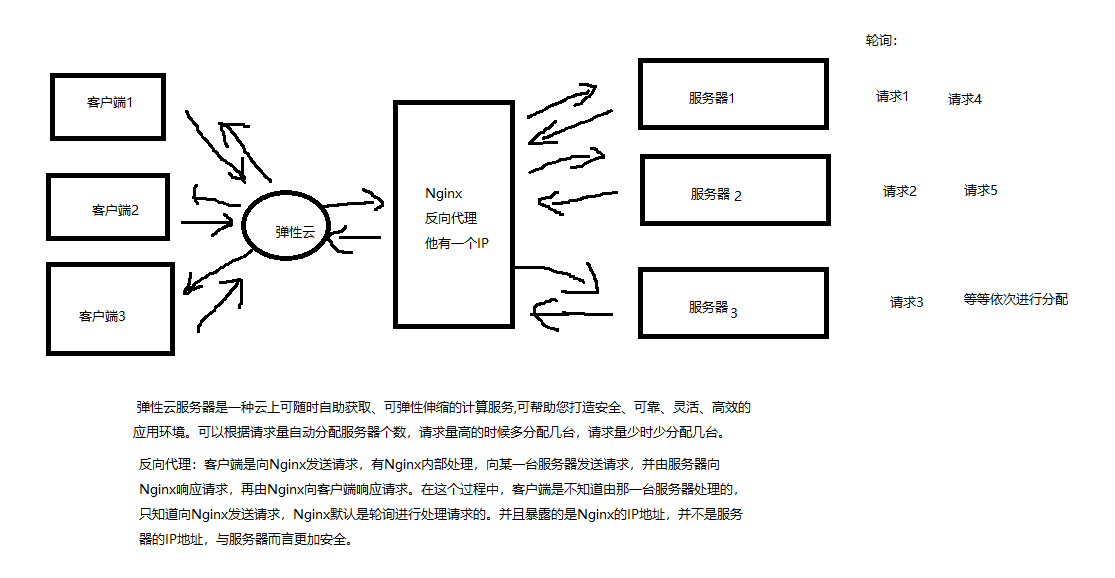 轮询：
客户端1
服务器1
请求1
请求4
客户端2
Nginx
反向代理
他有一个IP
服务器 2
请求2
请求5
弹性云
客户端3
服务器 3
请求3
等等依次进行分配
弹性云服务器是一种云上可随时自助获取、可弹性伸缩的计算服务,可帮助您打造安全、可靠、灵活、高效的
应用环境。可以根据请求量自动分配服务器个数，请求量高的时候多分配几台，请求量少时少分配几台。
反向代理：客户端是向Nginx发送请求，有Nginx内部处理，向某一台服务器发送请求，并由服务器向
Nginx响应请求，再由Nginx向客户端响应请求。在这个过程中，客户端是不知道由那一台服务器处理的，
只知道向Nginx发送请求，Nginx默认是轮询进行处理请求的。并且暴露的是Nginx的IP地址，并不是服务
器的IP地址，与服务器而言更加安全。